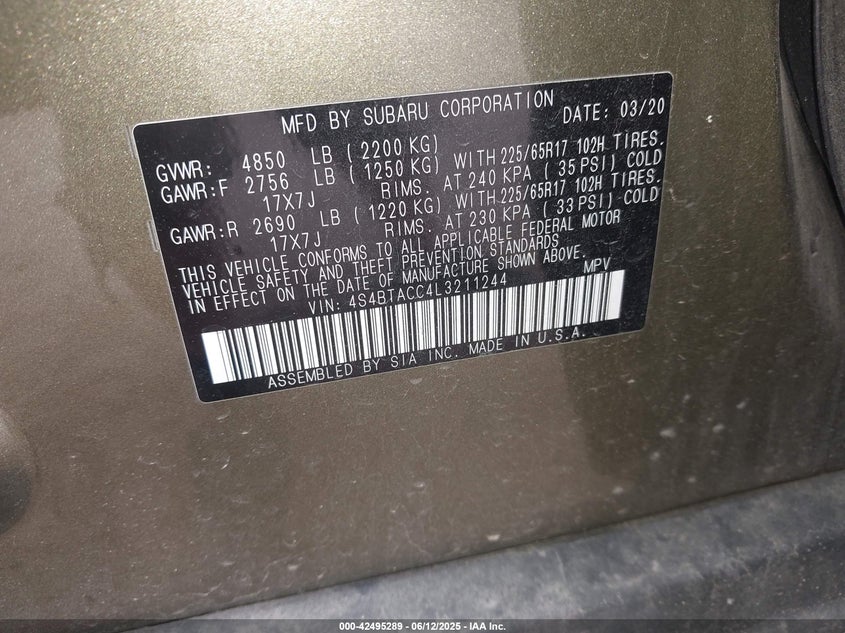 MFD BY SUBARU CORPORATION DATE: 03/20
GVWR: 4850 LB (2200 KG)
GAWR:F 2756 LB (1250 KG) WITH 225/65R17 102H TIRES.
17X7J RIMS. AT 240 KPA (35 PSI) COLD
GAWR:R 2690 LB (1220 KG) WITH 225/65R17 102H TIRES.
17X7J RIMS. AT 230 KPA (33 PSI) COLD
THIS VEHICLE CONFORMS TO ALL APPLICABLE FEDERAL MOTOR
VEHICLE SAFETY AND THEFT PREVENTION STANDARDS
IN EFFECT ON THE DATE OF MANUFACTURE SHOWN ABOVE.
VIN: 4S4BTACC4L3211244 MPV
ASSEMBLED BY SIA INC. MADE IN U.S.A.
000-42495289 - 06/12/2025 - IAA Inc.